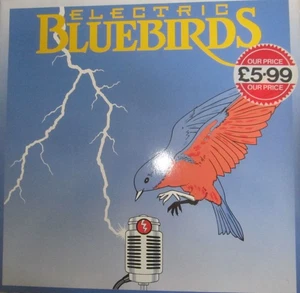 ELECTRIC
BLUEBIRDS
OUR PRICE
£5·99
OUR PRICE